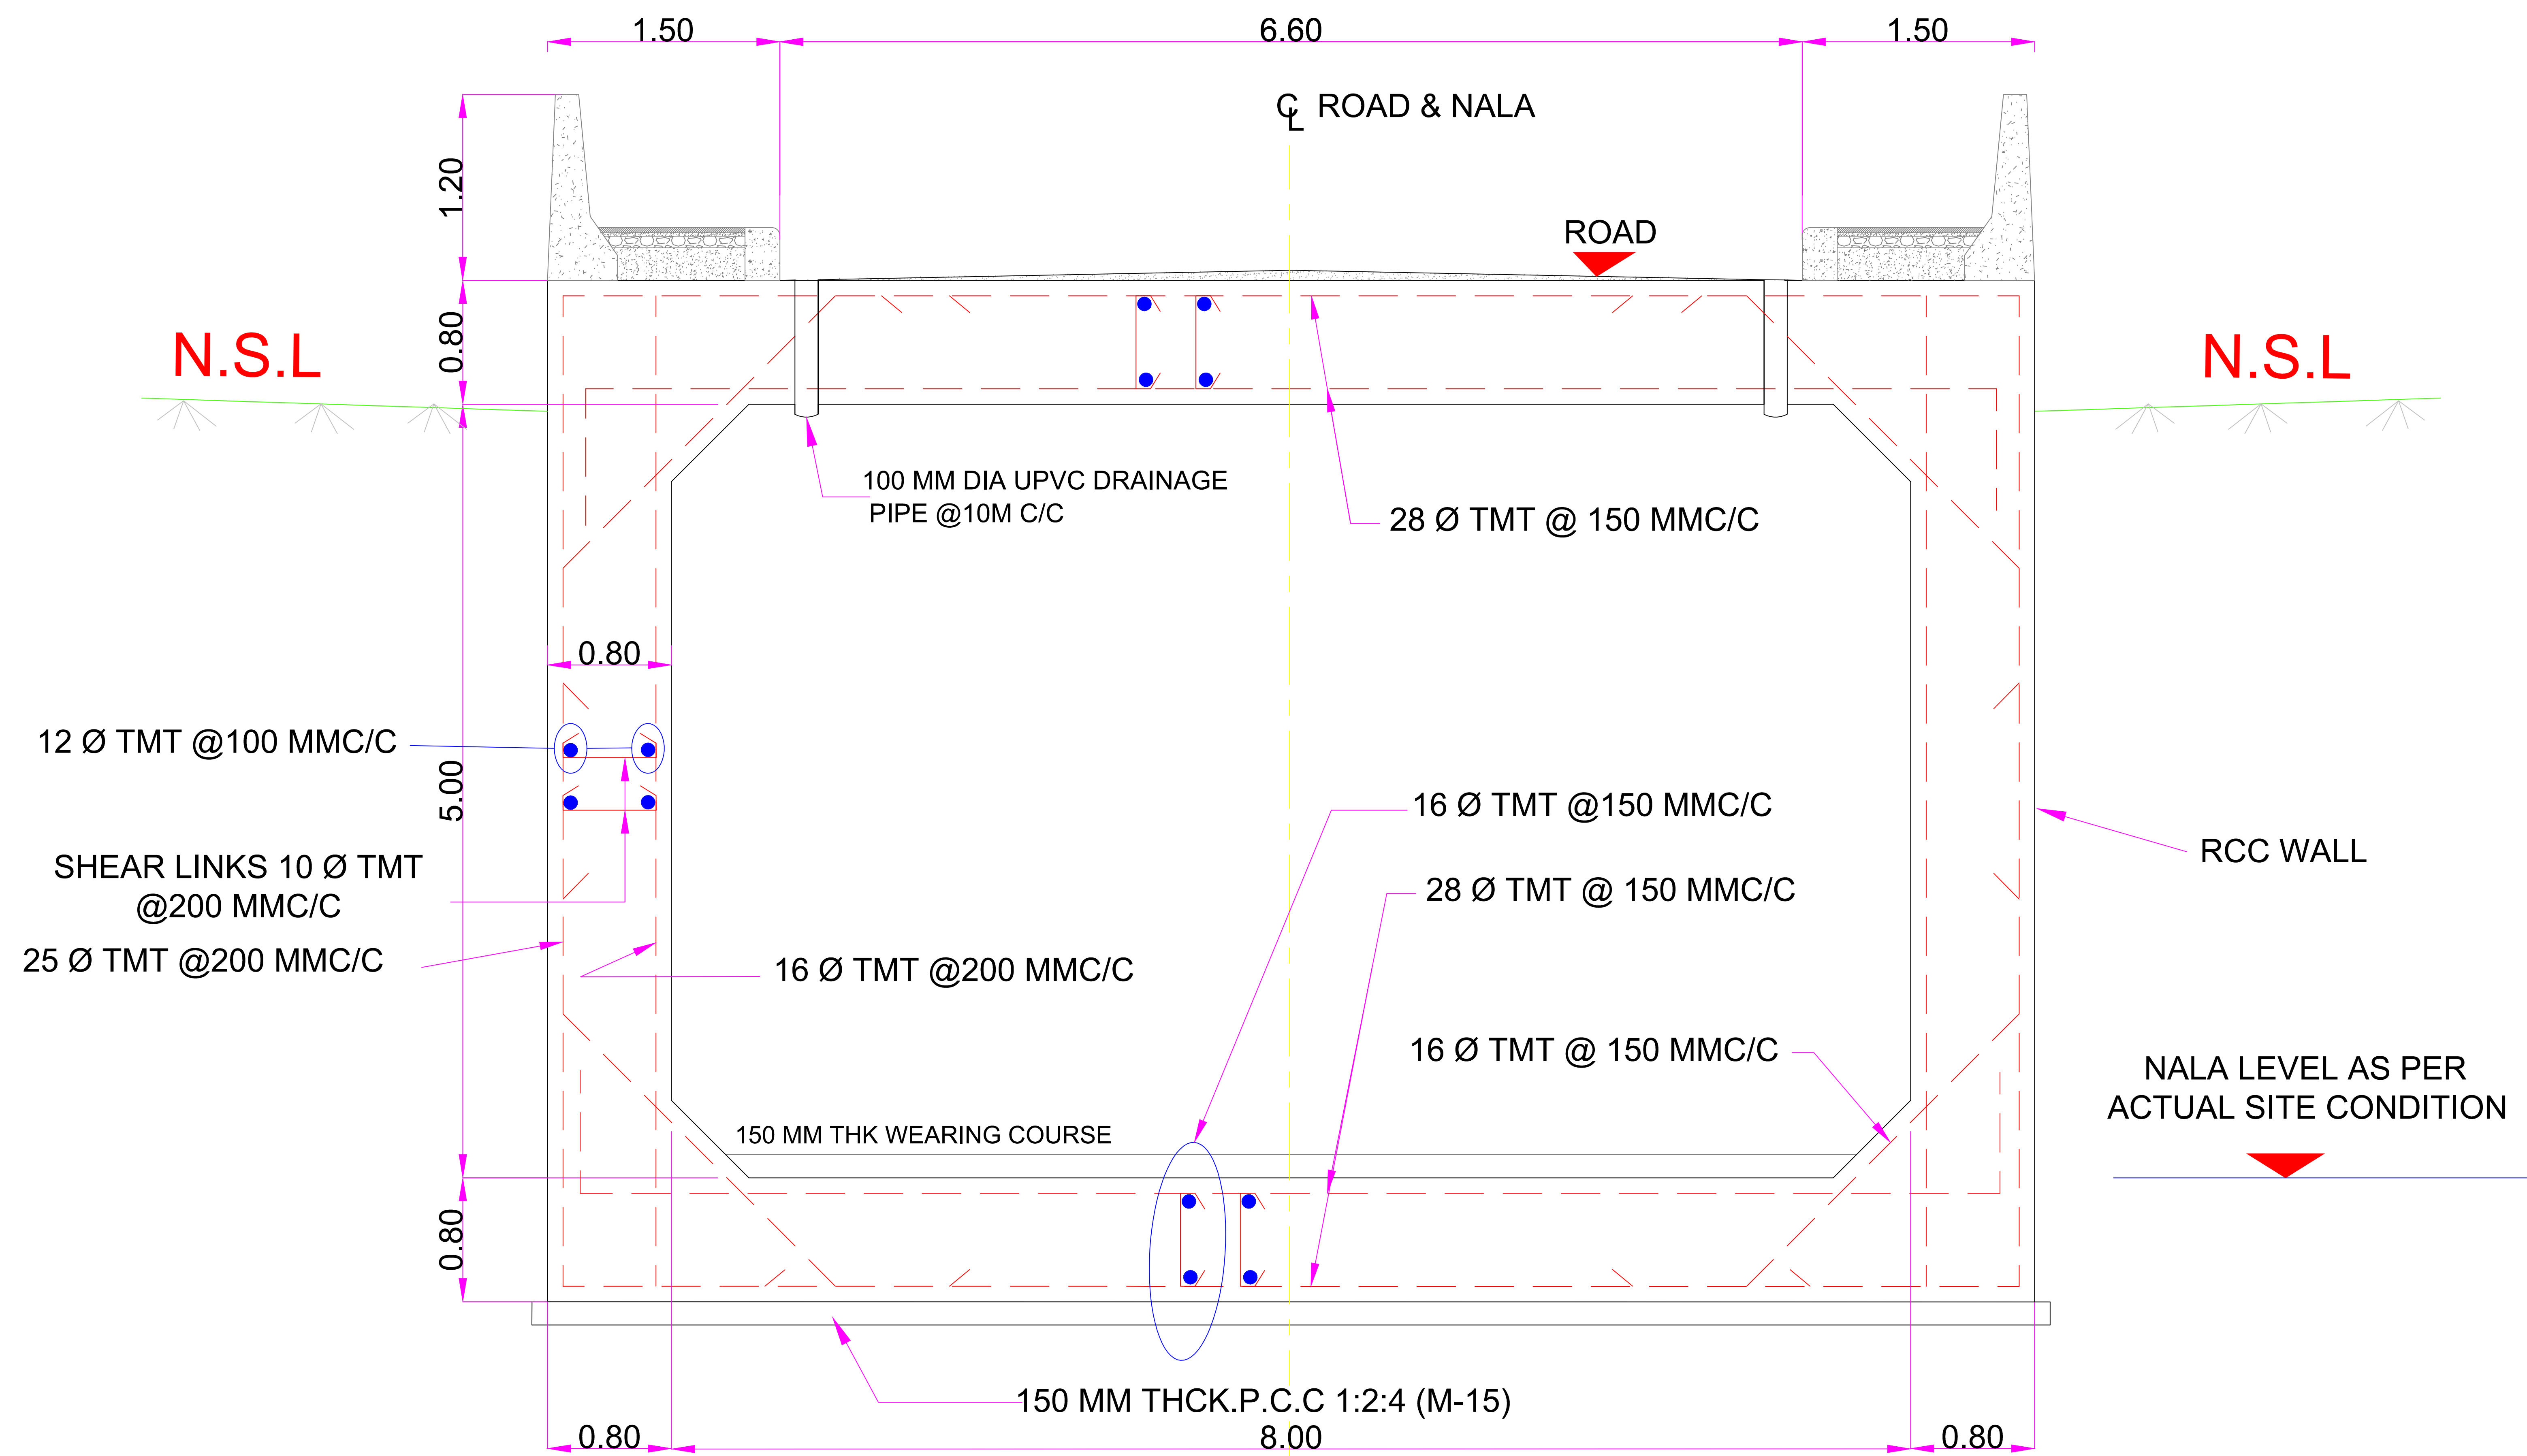 1.50
6.60
1.50
℄ ROAD & NALA
1.20
ROAD
0.80
N.S.L
N.S.L
100 MM DIA UPVC DRAINAGE
PIPE @10M C/C
28 Ø TMT @ 150 MMC/C
0.80
12 Ø TMT @100 MMC/C
5.00
16 Ø TMT @150 MMC/C
RCC WALL
SHEAR LINKS 10 Ø TMT
@200 MMC/C
28 Ø TMT @ 150 MMC/C
25 Ø TMT @200 MMC/C
16 Ø TMT @200 MMC/C
16 Ø TMT @ 150 MMC/C
NALA LEVEL AS PER
ACTUAL SITE CONDITION
150 MM THK WEARING COURSE
0.80
150 MM THCK.P.C.C 1:2:4 (M-15)
0.80
8.00
0.80